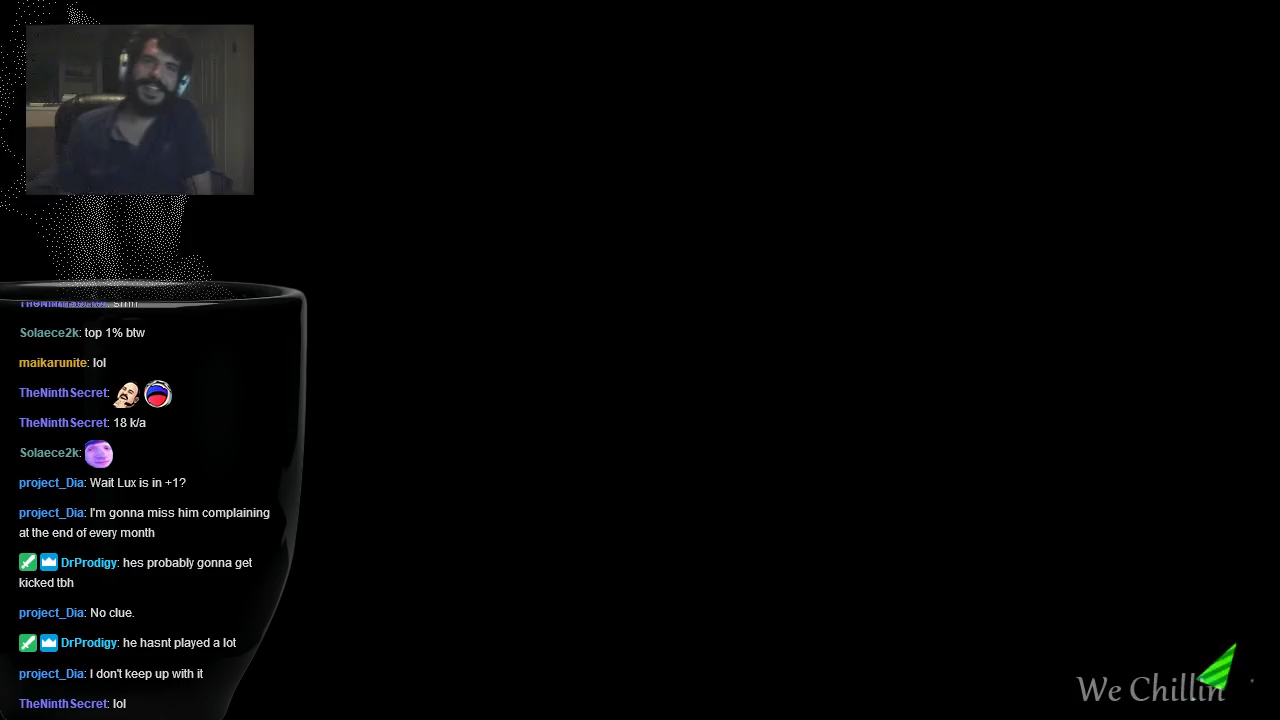 TheNinthSecret: smh
Solaece2k: top 1% btw
maikarunite: lol
TheNinthSecret:
TheNinthSecret: 18 k/a
Solaece2k:
project_Dia: Wait Lux is in +1?
project_Dia: I'm gonna miss him complaining
at the end of every month
DrProdigy: hes probably gonna get
kicked tbh
project_Dia: No clue.
DrProdigy: he hasnt played a lot
project_Dia: I don't keep up with it
TheNinthSecret: lol
We Chillin